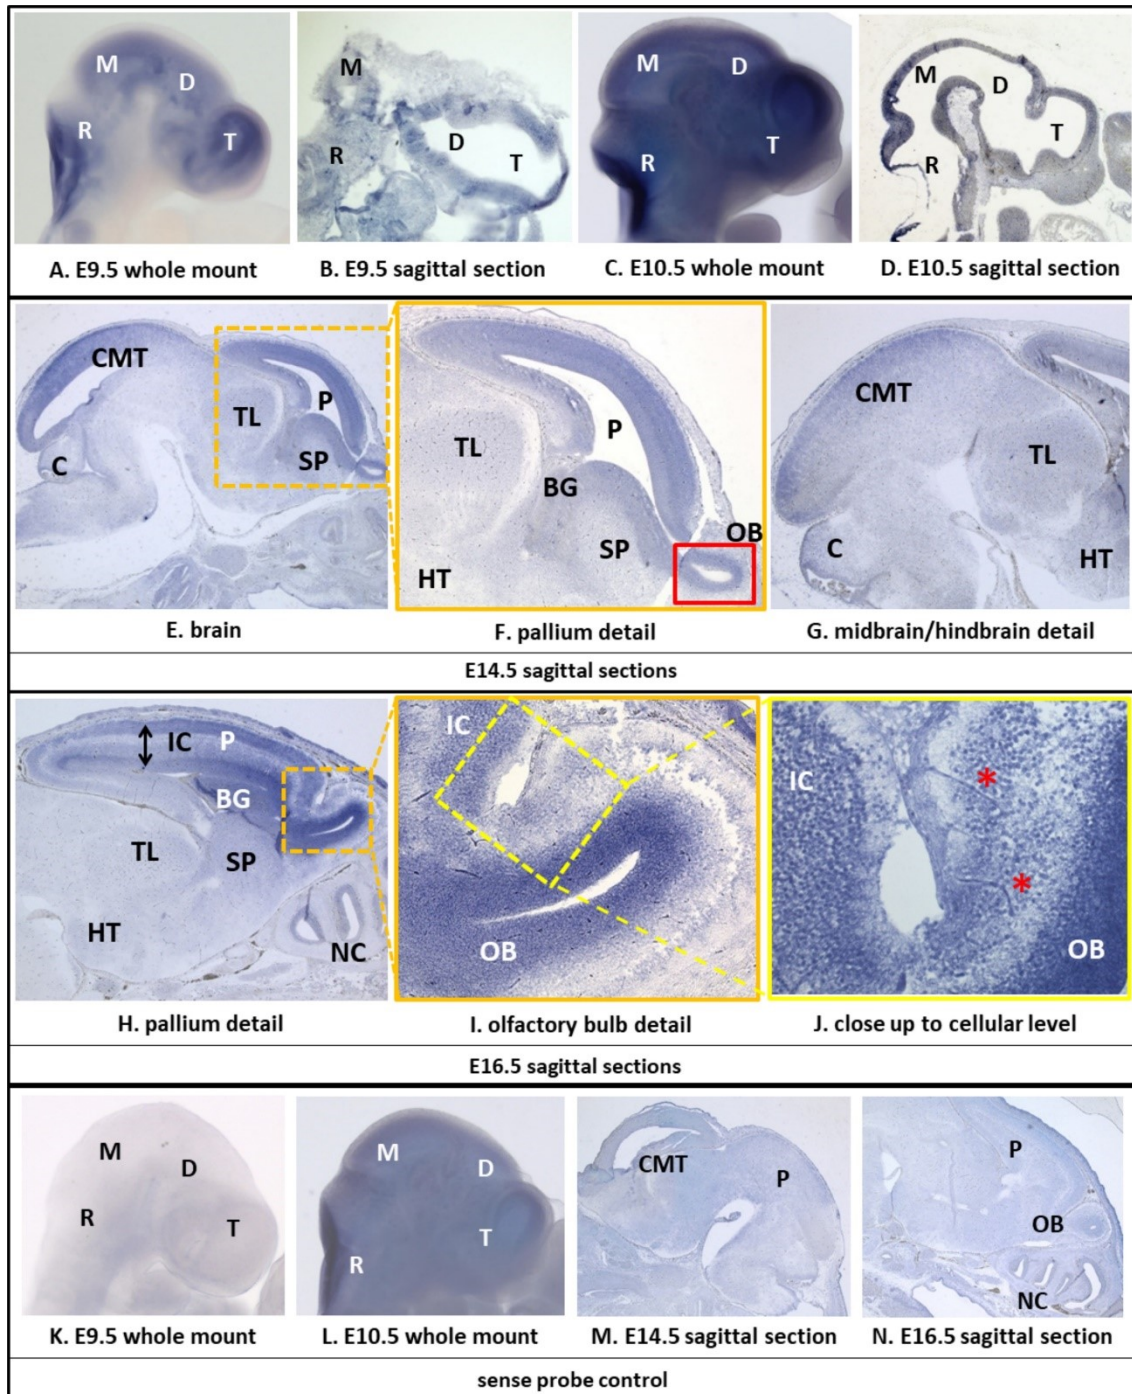 M
D
R
T
M
D
R
T
M
D
R
T
M
D
R
T
A. E9.5 whole mount
B. E9.5 sagittal section
C. E10.5 whole mount
D. E10.5 sagittal section
CMT
TL
P
SP
C
TL
P
BG
SP
HT
OB
CMT
TL
C
HT
E. brain
F. pallium detail
G. midbrain/hindbrain detail
E14.5 sagittal sections
IC
P
BG
TL
SP
HT
NC
IC
OB
IC
*
*
OB
H. pallium detail
I. olfactory bulb detail
J. close up to cellular level
E16.5 sagittal sections
M
D
R
T
M
D
T
R
CMT
P
P
OB
NC
K. E9.5 whole mount
L. E10.5 whole mount
M. E14.5 sagittal section
N. E16.5 sagittal section
sense probe control